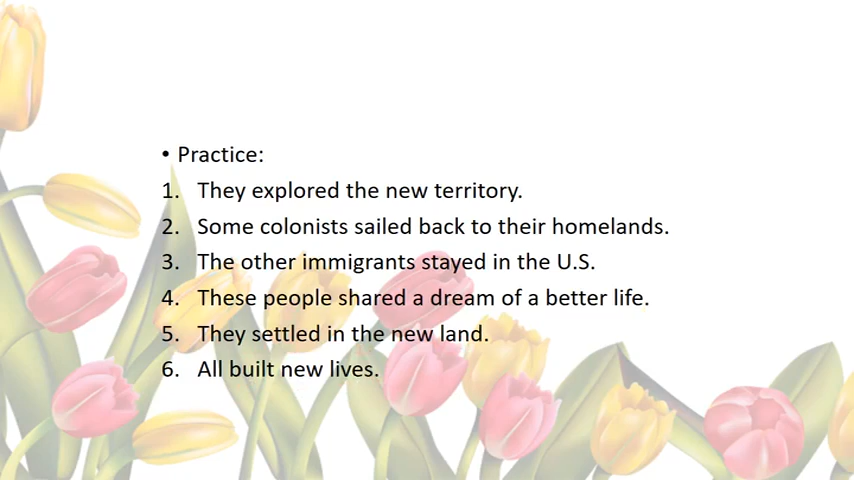 • Practice:
1. They explored the new territory.
2. Some colonists sailed back to their homelands.
3. The other immigrants stayed in the U.S.
4. These people shared a dream of a better life.
5. They settled in the new land.
6. All built new lives.